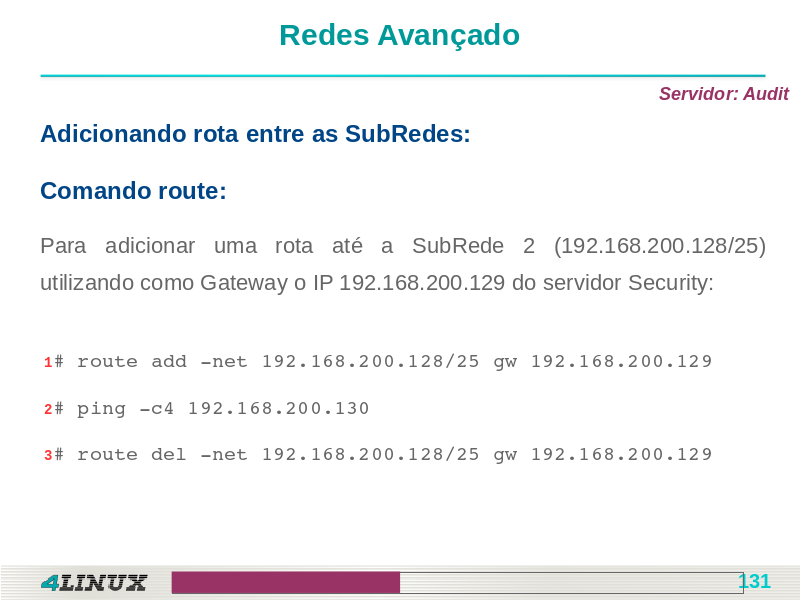 Redes Avançado
Servidor: Audit
Adicionando rota entre as SubRedes:
Comando route:
Para adicionar uma rota até a SubRede 2 (192.168.200.128/25)
utilizando como Gateway o IP 192.168.200.129 do servidor Security:
1# route add -net 192.168.200.128/25 gw 192.168.200.129
2# ping -c4 192.168.200.130
3# route del -net 192.168.200.128/25 gw 192.168.200.129
4LINUX
131